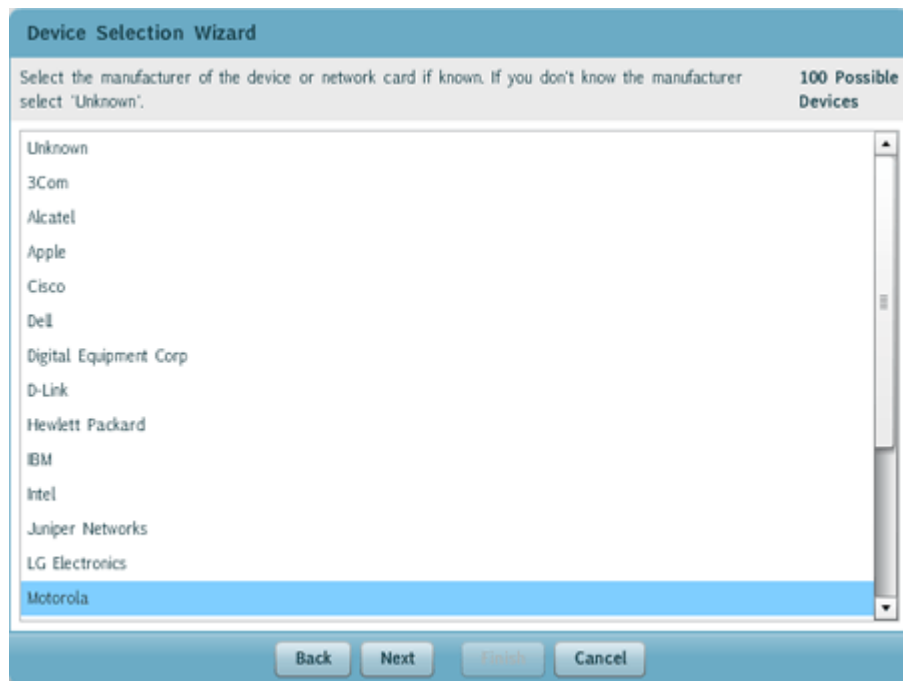 Device Selection Wizard
Select the manufacturer of the device or network card if known. If you don't know the manufacturer
select 'Unknown'.
100 Possible
Devices
Unknown
3Com
Alcatel
Apple
Cisco
Dell
Digital Equipment Corp
D-Link
Hewlett Packard
IBM
Intel
Juniper Networks
LG Electronics
Motorola
Back Next Finish Cancel